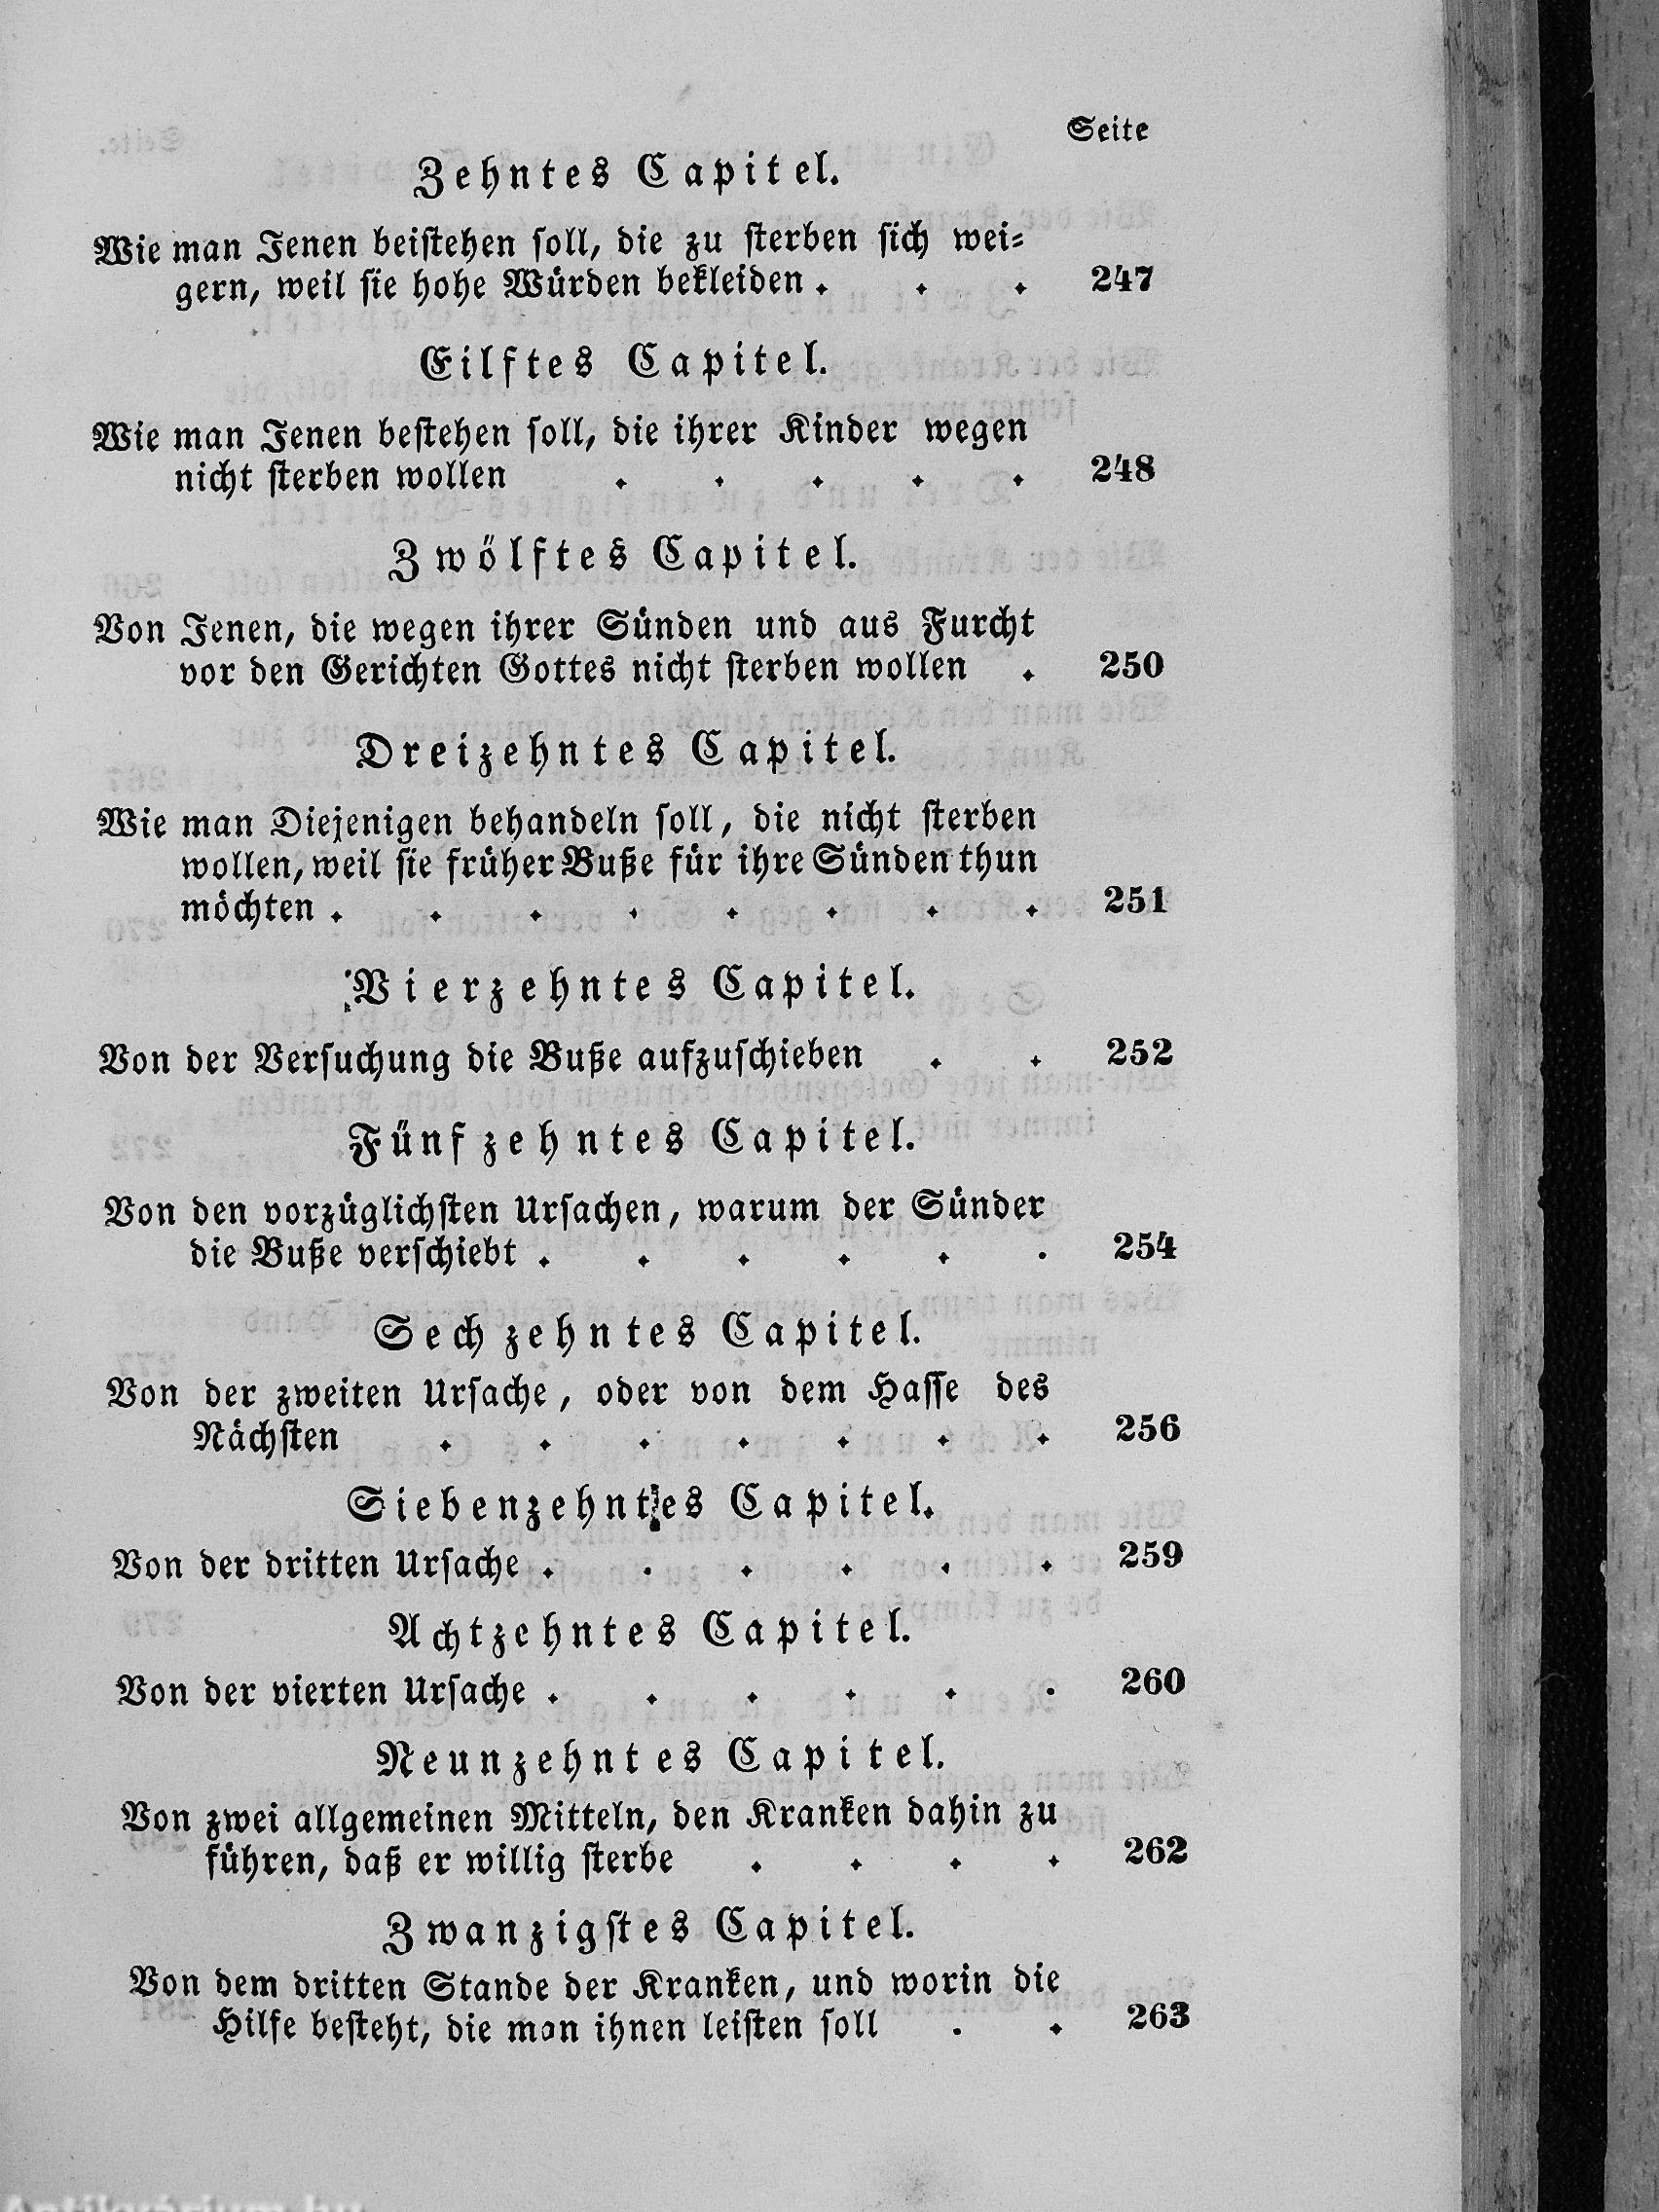 Seite
Zehntes Capitel.
Wie man Jenen beistehen soll, die zu sterben sich wei=
gern, weil sie hohe Würden bekleiden . . . 247
Eilftes Capitel.
Wie man Jenen bestehen soll, die ihrer Kinder wegen
nicht sterben wollen . . . . . 248
Zwölftes Capitel.
Von Jenen, die wegen ihrer Sünden und aus Furcht
vor den Gerichten Gottes nicht sterben wollen . 250
Dreizehntes Capitel.
Wie man Diejenigen behandeln soll, die nicht sterben
wollen, weil sie früher Buße für ihre Sünden thun
möchten . . . . . . . . 251
Vierzehntes Capitel.
Von der Versuchung die Buße aufzuschieben . . 252
Fünfzehntes Capitel.
Von den vorzüglichsten Ursachen, warum der Sünder
die Buße verschiebt . . . . . . 254
Sechzehntes Capitel.
Von der zweiten Ursache, oder von dem Hasse des
Nächsten . . . . . . . 256
Siebenzehntes Capitel.
Von der dritten Ursache . . . . . . 259
Achtzehntes Capitel.
Von der vierten Ursache . . . . . . 260
Neunzehntes Capitel.
Von zwei allgemeinen Mitteln, den Kranken dahin zu
führen, daß er willig sterbe . . . . 262
Zwanzigstes Capitel.
Von dem dritten Stande der Kranken, und worin die
Hilfe besteht, die man ihnen leisten soll . . 263